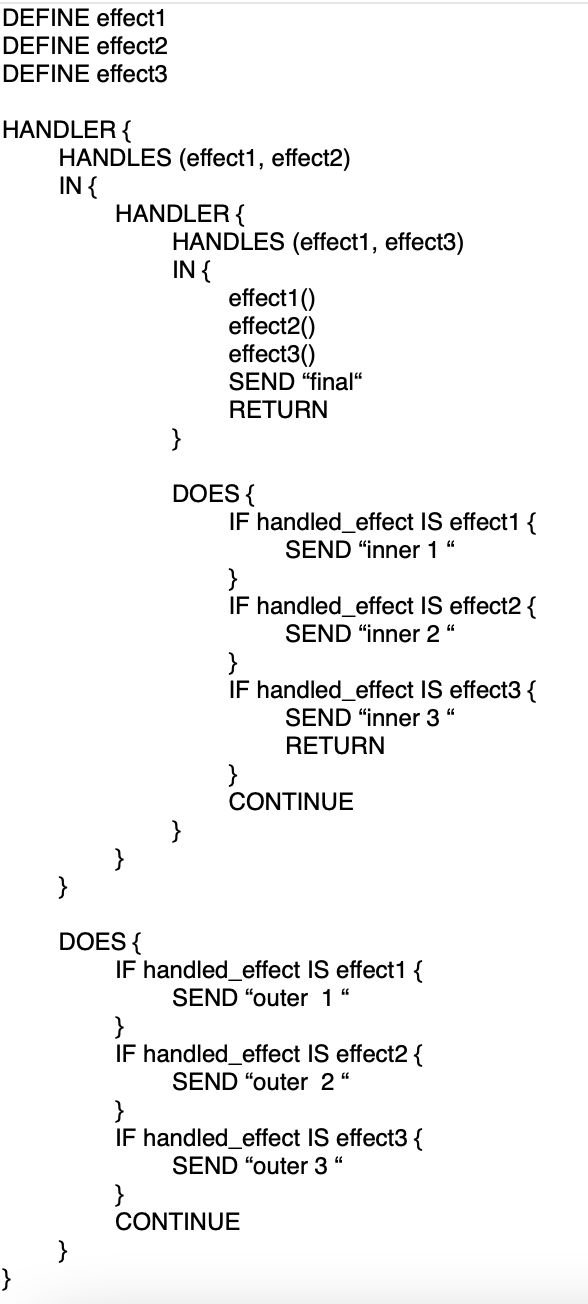 DEFINE effect1
DEFINE effect2
DEFINE effect3

HANDLER {
	HANDLES (effect1, effect2)
	IN {
		HANDLER {
			HANDLES (effect1, effect3)
			IN {
				effect1()
				effect2()
				effect3()
				SEND “final“
				RETURN
			}

			DOES {
				IF handled_effect IS effect1 {
					SEND “inner 1 “
				}
				IF handled_effect IS effect2 {
					SEND “inner 2 “
				}
				IF handled_effect IS effect3 {
					SEND “inner 3 “
					RETURN
				}
				CONTINUE
			}
		}
	}

	DOES {
		IF handled_effect IS effect1 {
			SEND “outer  1 “
		}
		IF handled_effect IS effect2 {
			SEND “outer  2 “
		}
		IF handled_effect IS effect3 {
			SEND “outer 3 “
		}
		CONTINUE
	}
}